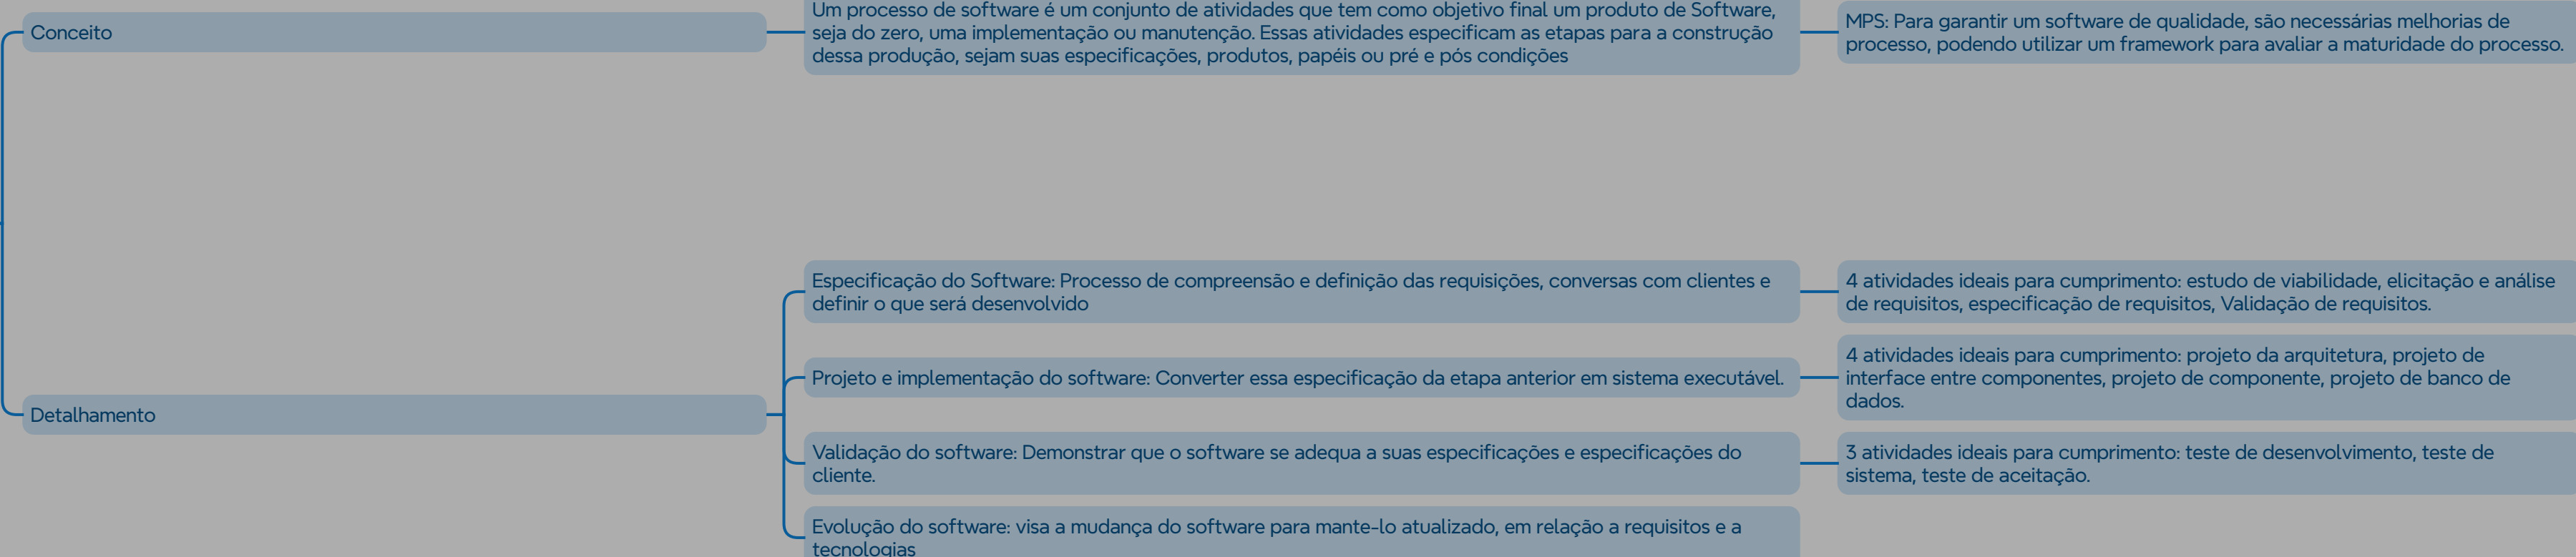 Conceito
Um processo de software é um conjunto de atividades que tem como objetivo final um produto de Software,
seja do zero, uma implementação ou manutenção. Essas atividades especificam as etapas para a construção
dessa produção, sejam suas especificações, produtos, papéis ou pré e pós condições
MPS: Para garantir um software de qualidade, são necessárias melhorias de
processo, podendo utilizar um framework para avaliar a maturidade do processo.
Detalhamento
Especificação do Software: Processo de compreensão e definição das requisições, conversas com clientes e
definir o que será desenvolvido
4 atividades ideais para cumprimento: estudo de viabilidade, elicitação e análise
de requisitos, especificação de requisitos, Validação de requisitos.
Projeto e implementação do software: Converter essa especificação da etapa anterior em sistema executável.
4 atividades ideais para cumprimento: projeto da arquitetura, projeto de
interface entre componentes, projeto de componente, projeto de banco de
dados.
Validação do software: Demonstrar que o software se adequa a suas especificações e especificações do
cliente.
3 atividades ideais para cumprimento: teste de desenvolvimento, teste de
sistema, teste de aceitação.
Evolução do software: visa a mudança do software para mante-lo atualizado, em relação a requisitos e a
tecnologias